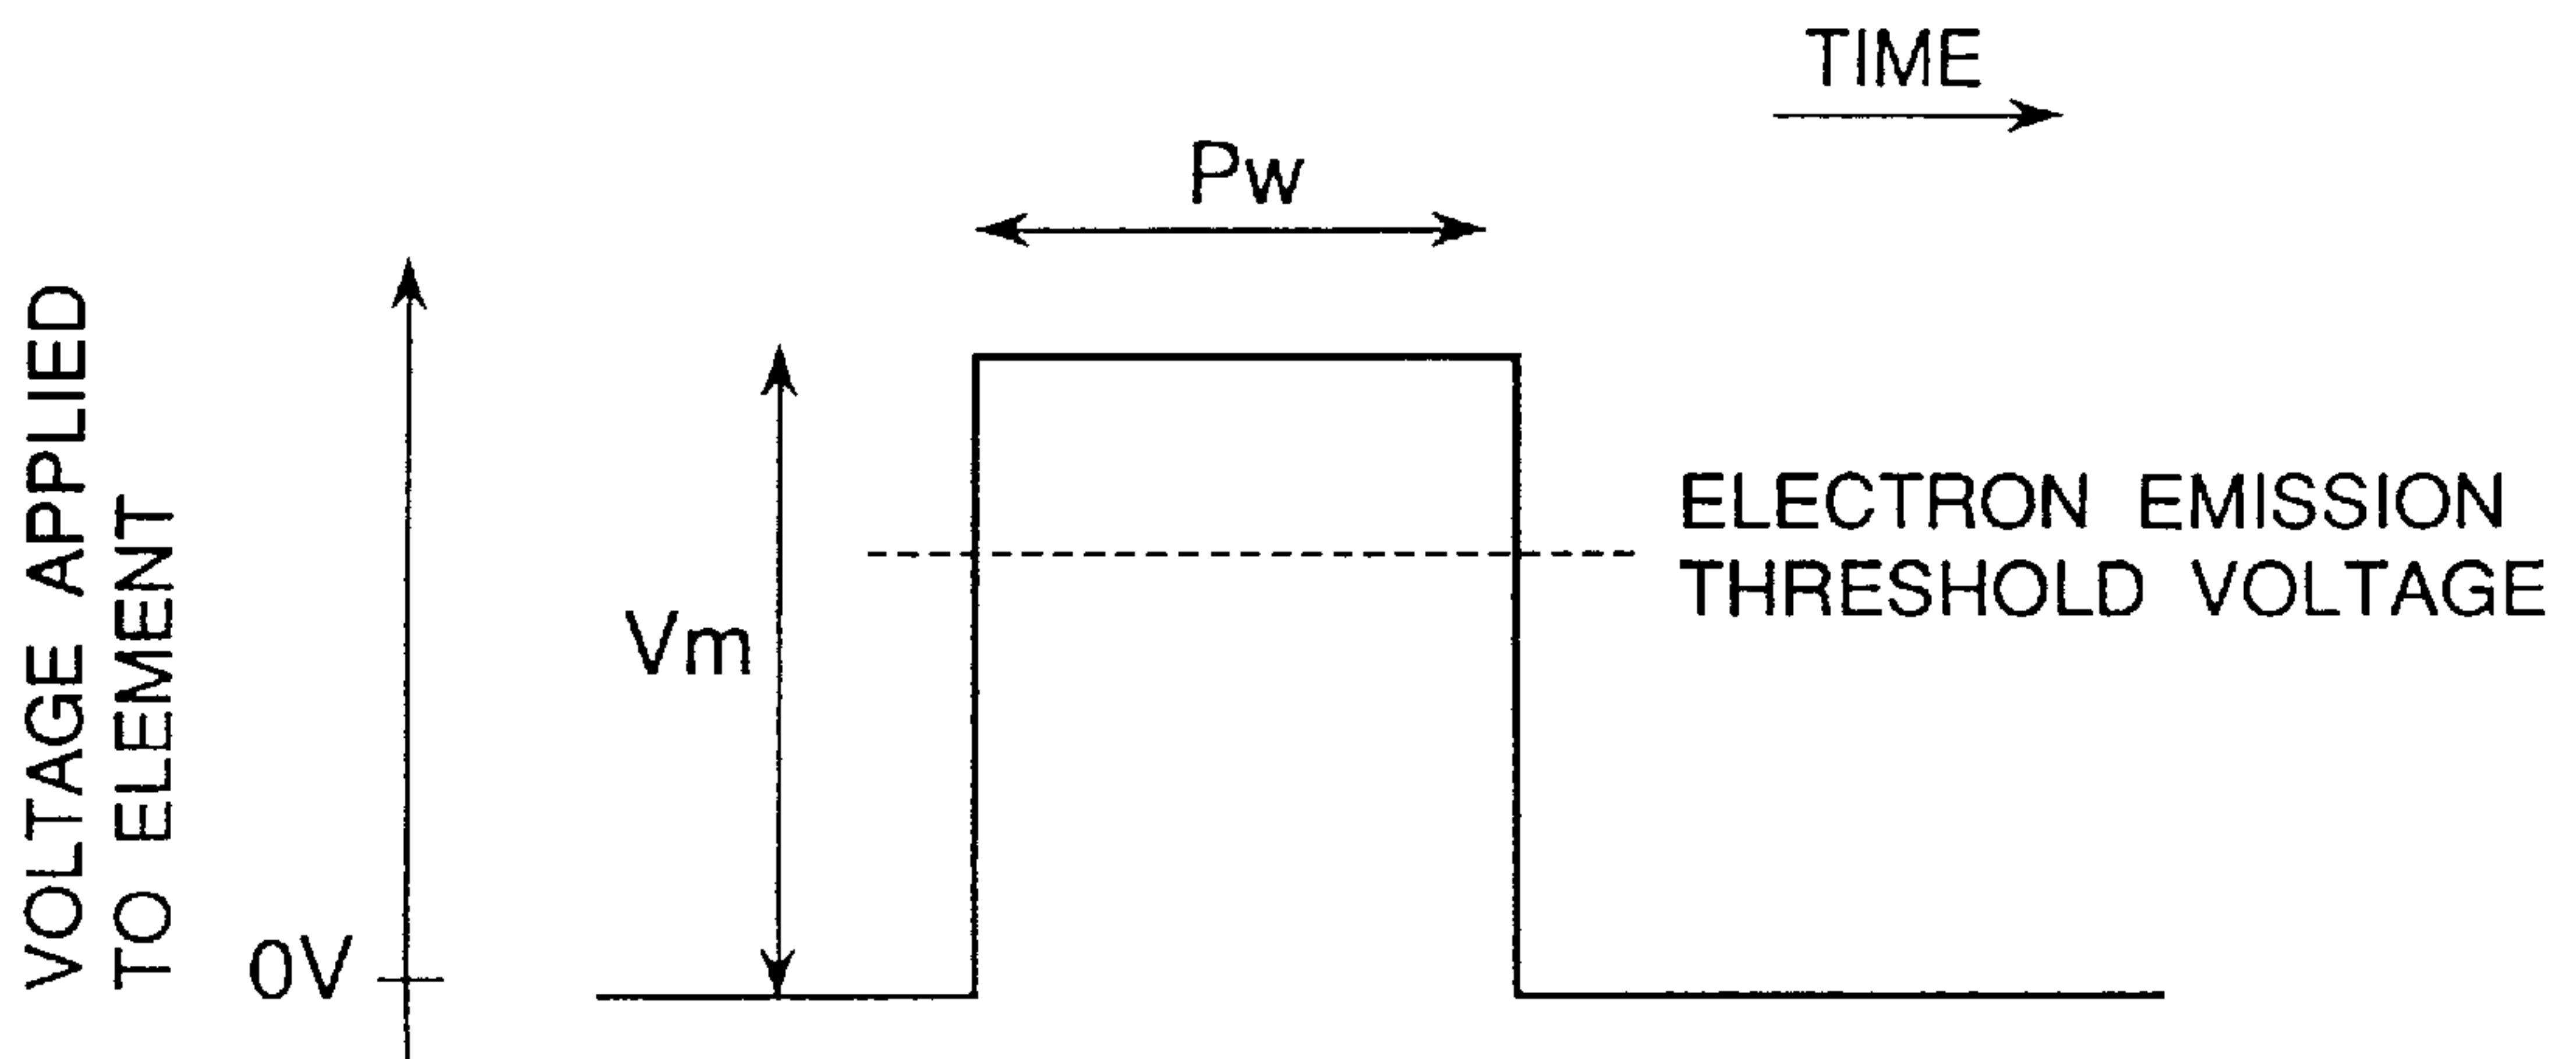 TIME
Pw
VOLTAGE APPLIED
TO ELEMENT
ELECTRON EMISSION
THRESHOLD VOLTAGE
Vm
0V